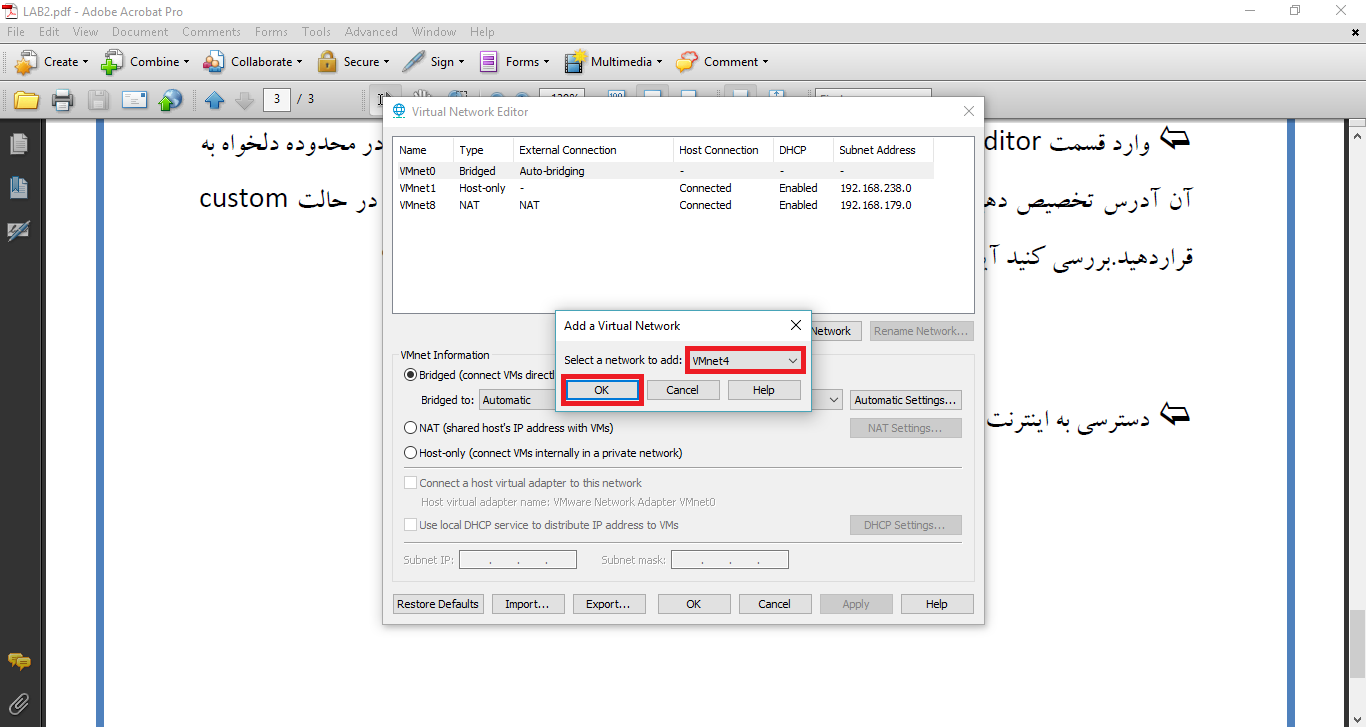 LAB2.pdf - Adobe Acrobat Pro
File Edit View Document Comments Forms Tools Advanced Window Help
Create Combine Collaborate Secure Sign Forms Multimedia Comment
3 / 3
Virtual Network Editor
وارد قسمت ditor
در محدوده دلخواه به
Name Type External Connection Host Connection DHCP Subnet Address
VMnet0 Bridged Auto-bridging - - -
VMnet1 Host-only - Connected Enabled 192.168.238.0
VMnet8 NAT NAT Connected Enabled 192.168.179.0
آن آدرس تخصیص
در حالت custom
قراردهید.بررسی کنید
Add a Virtual Network
Network Rename Network...
Select a network to add: VMnet4
OK Cancel Help
VMnet Information
Bridged (connect VMs directl
Bridged to: Automatic Automatic Settings...
NAT (shared host's IP address with VMs) NAT Settings...
دسترسی به اینترنت
Host-only (connect VMs internally in a private network)
Connect a host virtual adapter to this network
Host virtual adapter name: VMware Network Adapter VMnet0
Use local DHCP service to distribute IP address to VMs DHCP Settings...
Subnet IP: . . . Subnet mask: . . .
Restore Defaults Import... Export... OK Cancel Apply Help